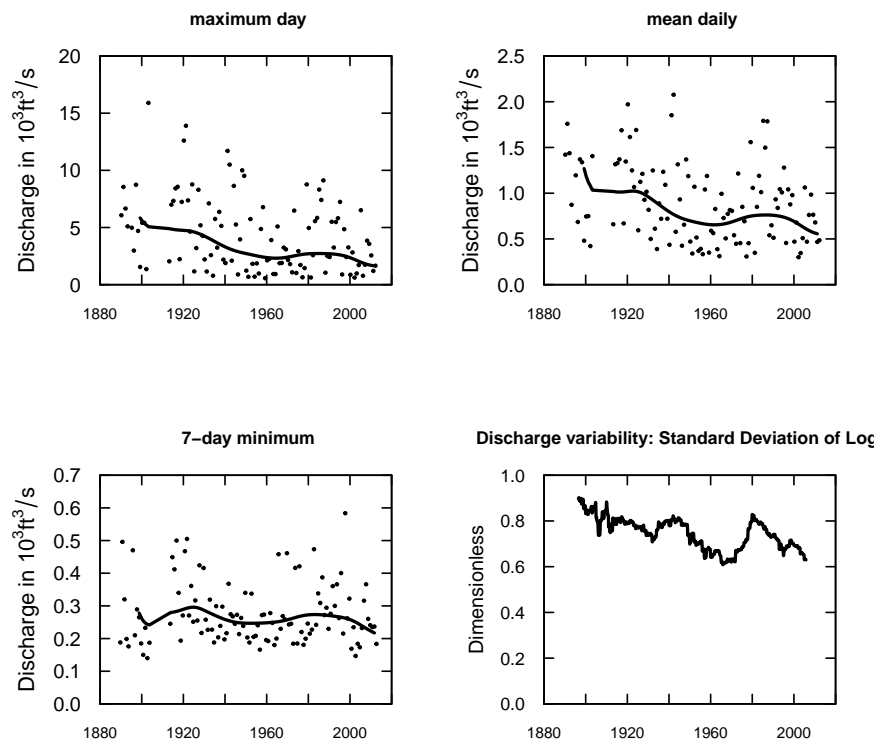 maximum day
Discharge in 10³ft³/s
20
15
10
5
0
1880 1920 1960 2000
mean daily
Discharge in 10³ft³/s
2.5
2.0
1.5
1.0
0.5
0.0
1880 1920 1960 2000
7−day minimum
Discharge in 10³ft³/s
0.7
0.6
0.5
0.4
0.3
0.2
0.1
0.0
1880 1920 1960 2000
Discharge variability: Standard Deviation of Log
Dimensionless
1.0
0.8
0.6
0.4
0.2
0.0
1880 1920 1960 2000